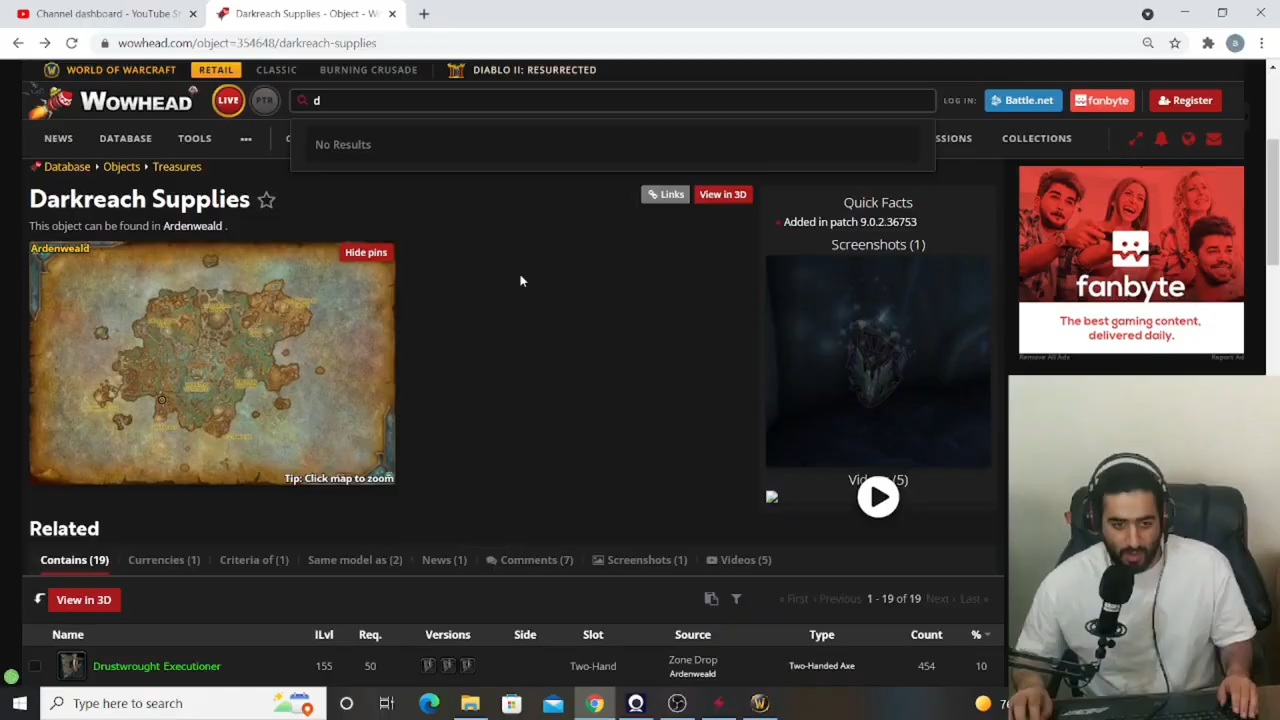 Channel dashboard - YouTube St
Darkreach Supplies - Object - W
wowhead.com/object=354648/darkreach-supplies
a
WORLD OF WARCRAFT
RETAIL
CLASSIC
BURNING CRUSADE
DIABLO II: RESURRECTED
WOWHEAD
LIVE
PTR
d
LOG IN:
Battle.net
fanbyte
Register
NEWS
DATABASE
TOOLS
No Results
COLLECTIONS
Database › Objects › Treasures
Darkreach Supplies
Links
View in 3D
This object can be found in Ardenweald .
Ardenweald
Hide pins
Tip: Click map to zoom
Quick Facts
Added in patch 9.0.2.36753
Screenshots (1)
(5)
fanbyte
The best gaming content,
delivered daily.
Remove All Ads
Report Ad
Related
Contains (19)
Currencies (1)
Criteria of (1)
Same model as (2)
News (1)
Comments (7)
Screenshots (1)
Videos (5)
View in 3D
« First ‹ Previous 1 - 19 of 19 Next › Last »
Name
ILvl
Req.
Versions
Side
Slot
Source
Type
Count
%
Drustwrought Executioner
155
50
Two-Hand
Zone Drop
Ardenweald
Two-Handed Axe
454
10
Type here to search